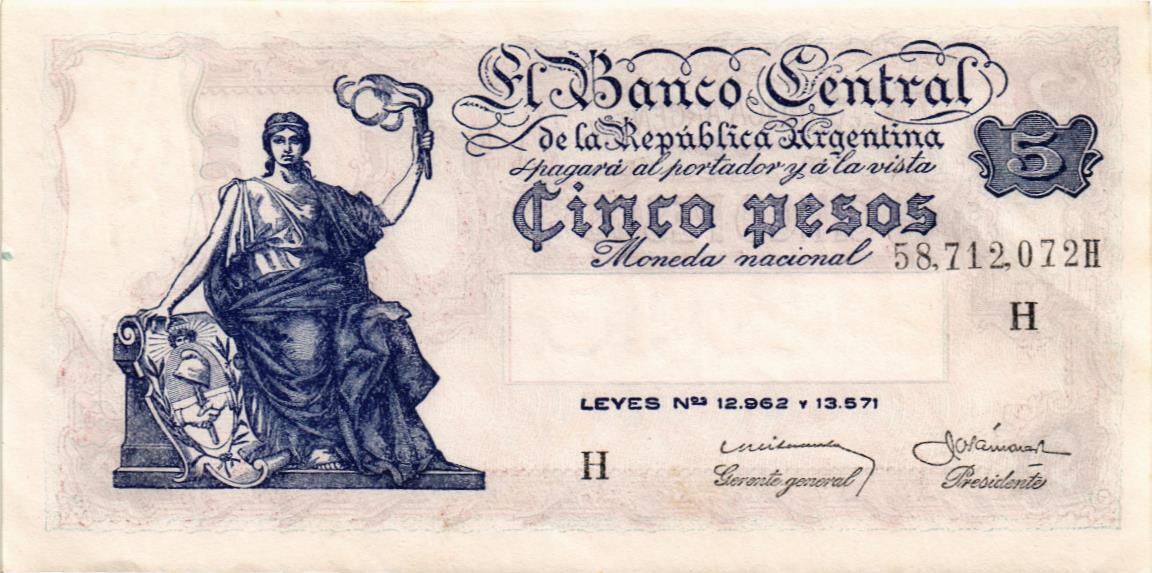 El Banco Central
de la República Argentina
pagará al portador y á la vista
5
Cinco pesos
Moneda nacional
58,712,072H
H
LEYES Nos 12.962 Y 13.571
H
Gerente general
Presidente